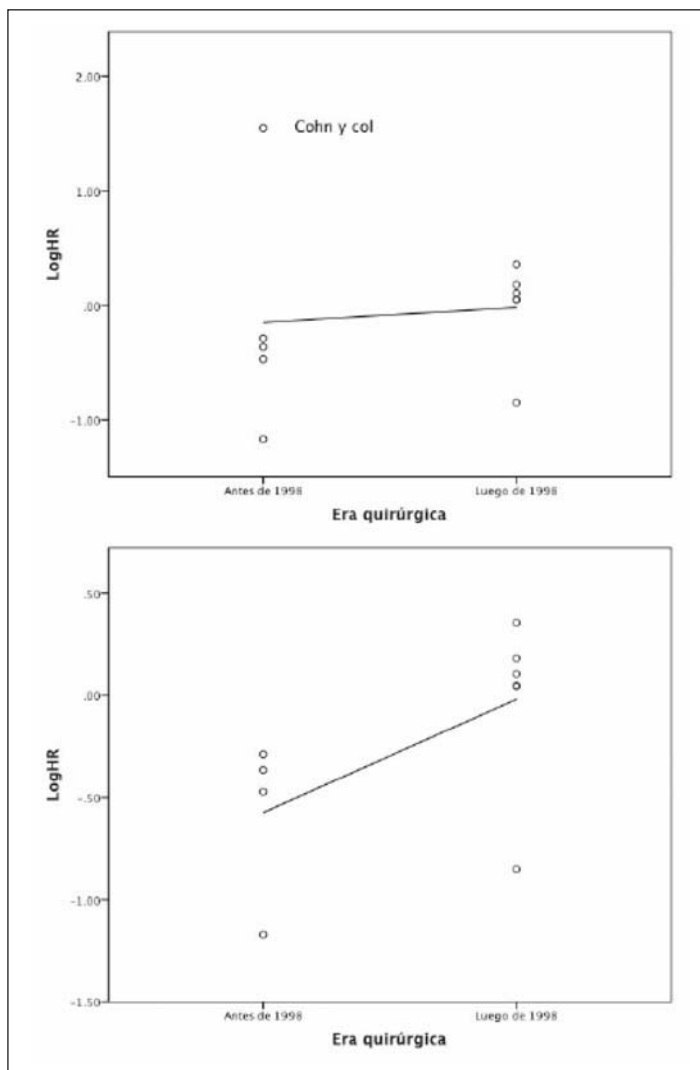 2.00
Cohn y col
1.00
LogHR
.00
-1.00
Antes de 1998
Luego de 1998
Era quirúrgica
.50
.00
LogHR
-.50
-1.00
-1.50
Antes de 1998
Luego de 1998
Era quirúrgica